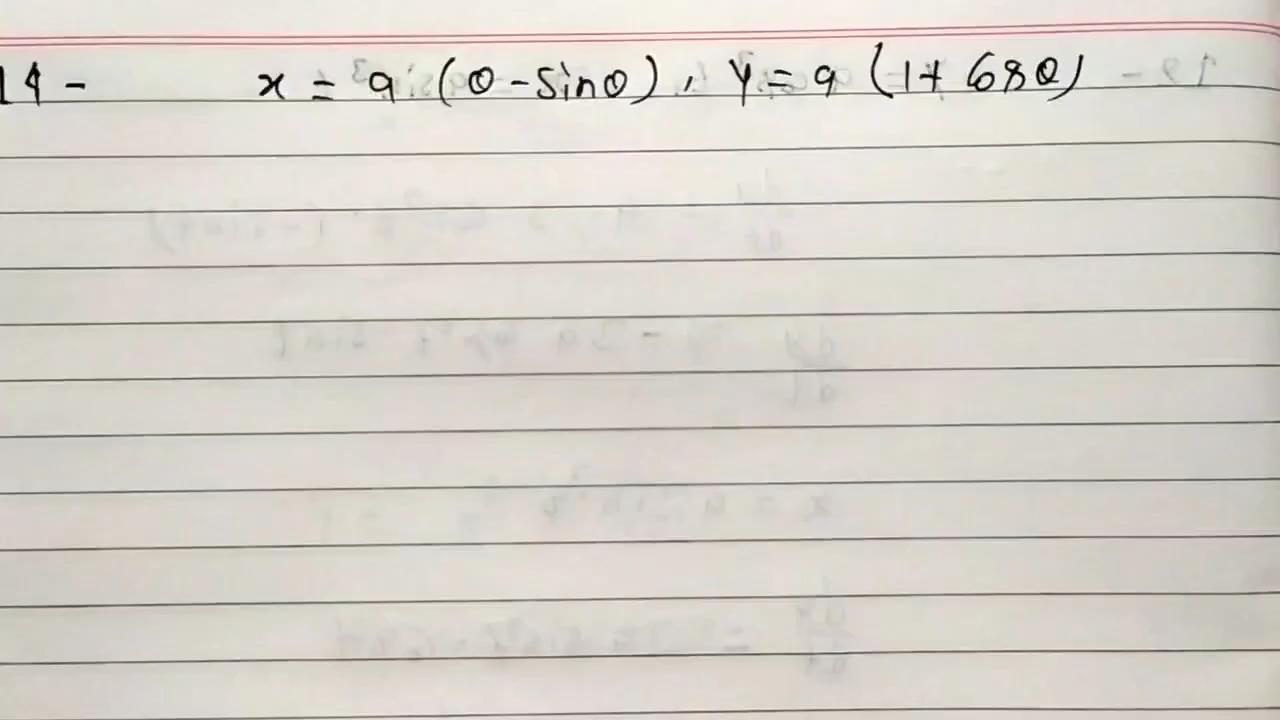 14 - x = a (θ - sinθ), y = a (1 + cosθ)